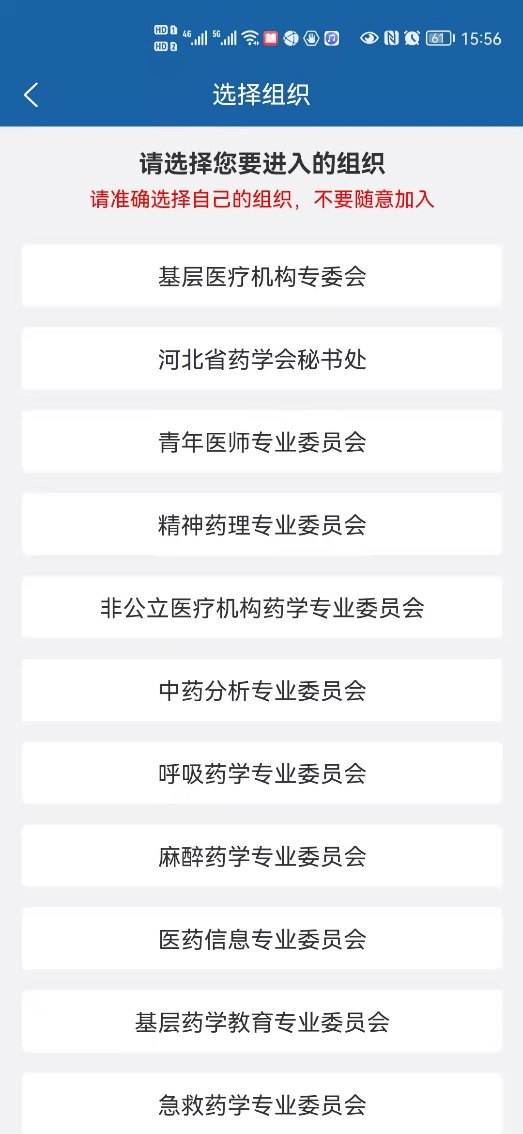 HD 1 4G 5G 61 15:56
HD 2
选择组织
请选择您要进入的组织
请准确选择自己的组织，不要随意加入
基层医疗机构专委会
河北省药学会秘书处
青年医师专业委员会
精神药理专业委员会
非公立医疗机构药学专业委员会
中药分析专业委员会
呼吸药学专业委员会
麻醉药学专业委员会
医药信息专业委员会
基层药学教育专业委员会
急救药学专业委员会